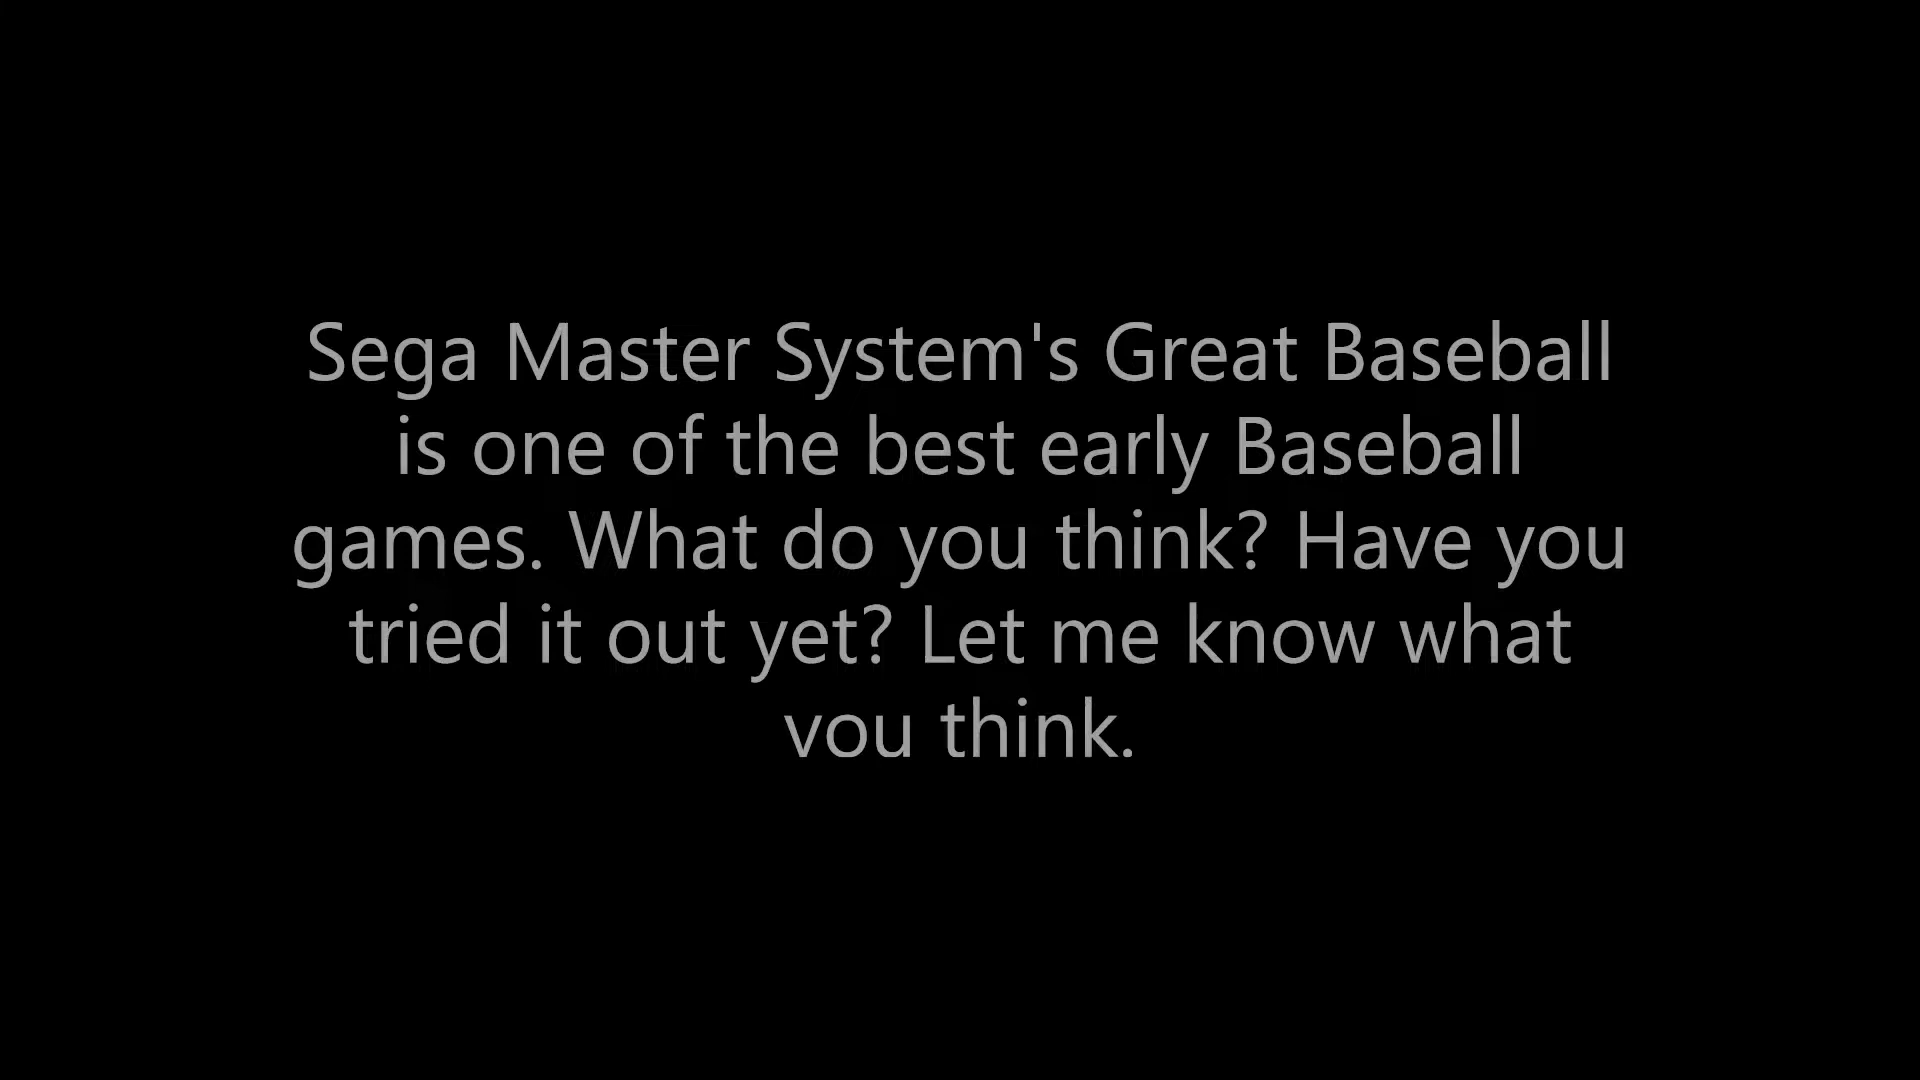 Sega Master System's Great Baseball
is one of the best early Baseball
games. What do you think? Have you
tried it out yet? Let me know what
you think.